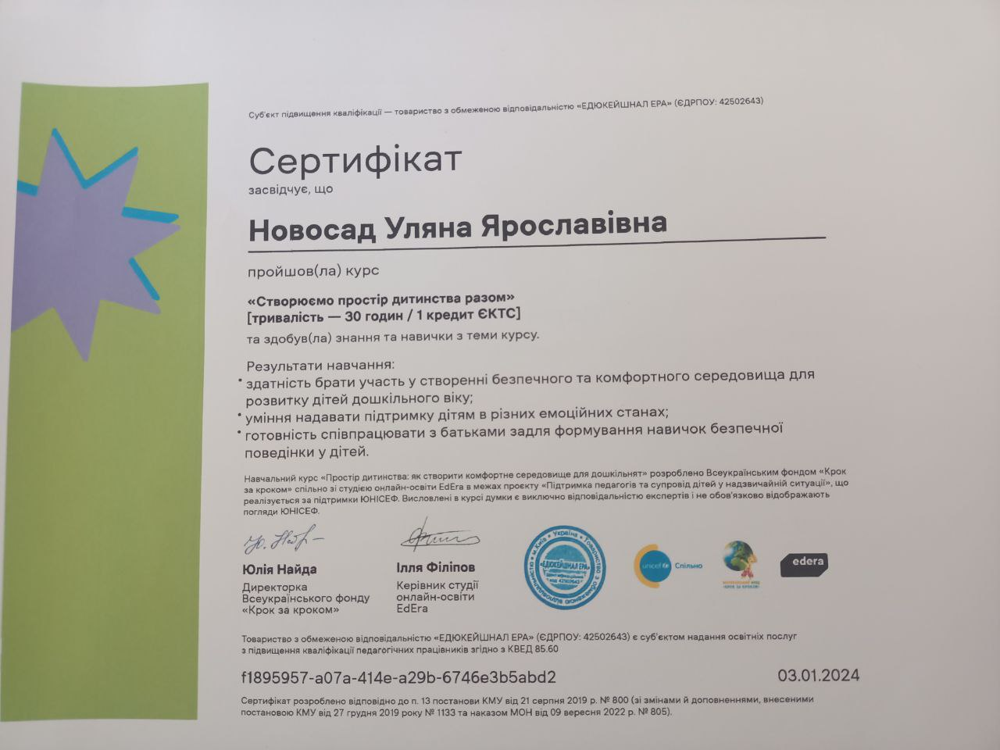 Суб'єкт підвищення кваліфікації — товариство з обмеженою відповідальністю «ЕДЮКЕЙШНАЛ ЕРА» (ЄДРПОУ: 42502643)
Сертифікат
засвідчує, що
Новосад Уляна Ярославівна
пройшов(ла) курс
«Створюємо простір дитинства разом»
[тривалість — 30 годин / 1 кредит ЄКТС]
та здобув(ла) знання та навички з теми курсу.
Результати навчання:
• здатність брати участь у створенні безпечного та комфортного середовища для
розвитку дітей дошкільного віку;
• уміння надавати підтримку дітям в різних емоційних станах;
• готовність співпрацювати з батьками задля формування навичок безпечної
поведінки у дітей.
Навчальний курс «Простір дитинства: як створити комфортне середовище для дошкільнят» розроблено Всеукраїнським фондом «Крок
за кроком» спільно зі студією онлайн-освіти EdEra в межах проєкту «Підтримка педагогів та супровід дітей у надзвичайній ситуації», що
реалізується за підтримки ЮНІСЕФ. Висловлені в курсі думки є виключно відповідальністю експертів і не обов'язково відображають
погляди ЮНІСЕФ.
Юлія Найда
Директорка
Всеукраїнського фонду
«Крок за кроком»
Ілля Філіпов
Керівник студії
онлайн-освіти
EdEra
Україна • Товариство з обмеженою відповідальністю • м.Київ
«ЕДЮКЕЙШНАЛ ЕРА»
код 42502643
unicef
Спільно
«КРОК ЗА КРОКОМ»
edera
Товариство з обмеженою відповідальністю «ЕДЮКЕЙШНАЛ ЕРА» (ЄДРПОУ: 42502643) є суб'єктом надання освітніх послуг
з підвищення кваліфікації педагогічних працівників згідно з КВЕД 85.60
f1895957-a07a-414e-a29b-6746e3b5abd2
03.01.2024
Сертифікат розроблено відповідно до п. 13 постанови КМУ від 21 серпня 2019 р. № 800 (зі змінами й доповненнями, внесеними
постановою КМУ від 27 грудня 2019 року № 1133 та наказом МОН від 09 вересня 2022 р. № 805).